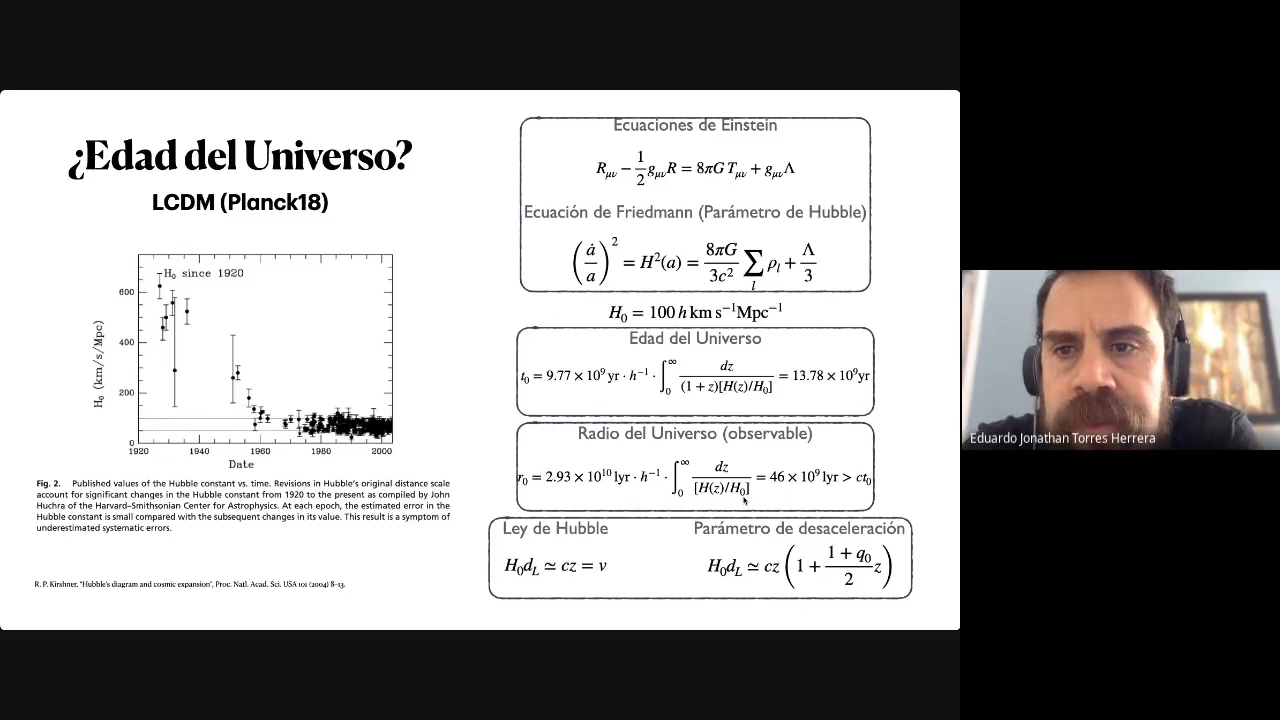 ¿Edad del Universo?
LCDM (Planck18)
H₀ since 1920
H₀ (km/s/Mpc)
600
400
200
0
1920
1940
1960
1980
2000
Date
Fig. 2. Published values of the Hubble constant vs. time. Revisions in Hubble's original distance scale
account for significant changes in the Hubble constant from 1920 to the present as compiled by John
Huchra of the Harvard–Smithsonian Center for Astrophysics. At each epoch, the estimated error in the
Hubble constant is small compared with the subsequent changes in its value. This result is a symptom of
underestimated systematic errors.
R. P. Kirshner, "Hubble's diagram and cosmic expansion", Proc. Natl. Acad. Sci. USA 101 (2004) 8–13.
Ecuaciones de Einstein
R_μν − 1/2 g_μν R = 8πG T_μν + g_μν Λ
Ecuación de Friedmann (Parámetro de Hubble)
(ȧ/a)² = H²(a) = 8πG/3c² ∑_l ρ_l + Λ/3
H₀ = 100 h km s⁻¹Mpc⁻¹
Edad del Universo
t₀ = 9.77 × 10⁹ yr · h⁻¹ · ∫₀^∞ dz/((1 + z)[H(z)/H₀]) = 13.78 × 10⁹yr
Radio del Universo (observable)
r₀ = 2.93 × 10¹⁰ lyr · h⁻¹ · ∫₀^∞ dz/[H(z)/H₀] = 46 × 10⁹ lyr > ct₀
Ley de Hubble
H₀d_L ≃ cz = v
Parámetro de desaceleración
H₀d_L ≃ cz (1 + (1 + q₀)/2 z)
Eduardo Jonathan Torres Herrera